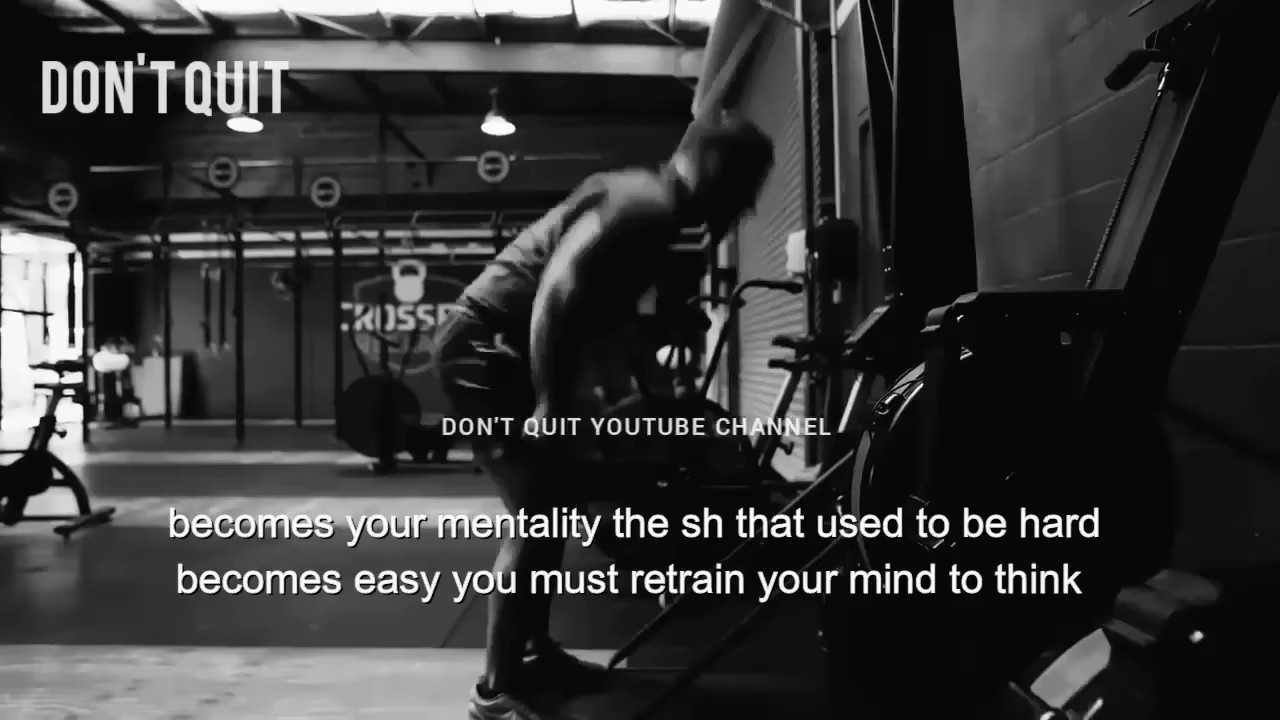 DON'T QUIT
DON'T QUIT YOUTUBE CHANNEL
becomes your mentality the sh that used to be hard
becomes easy you must retrain your mind to think